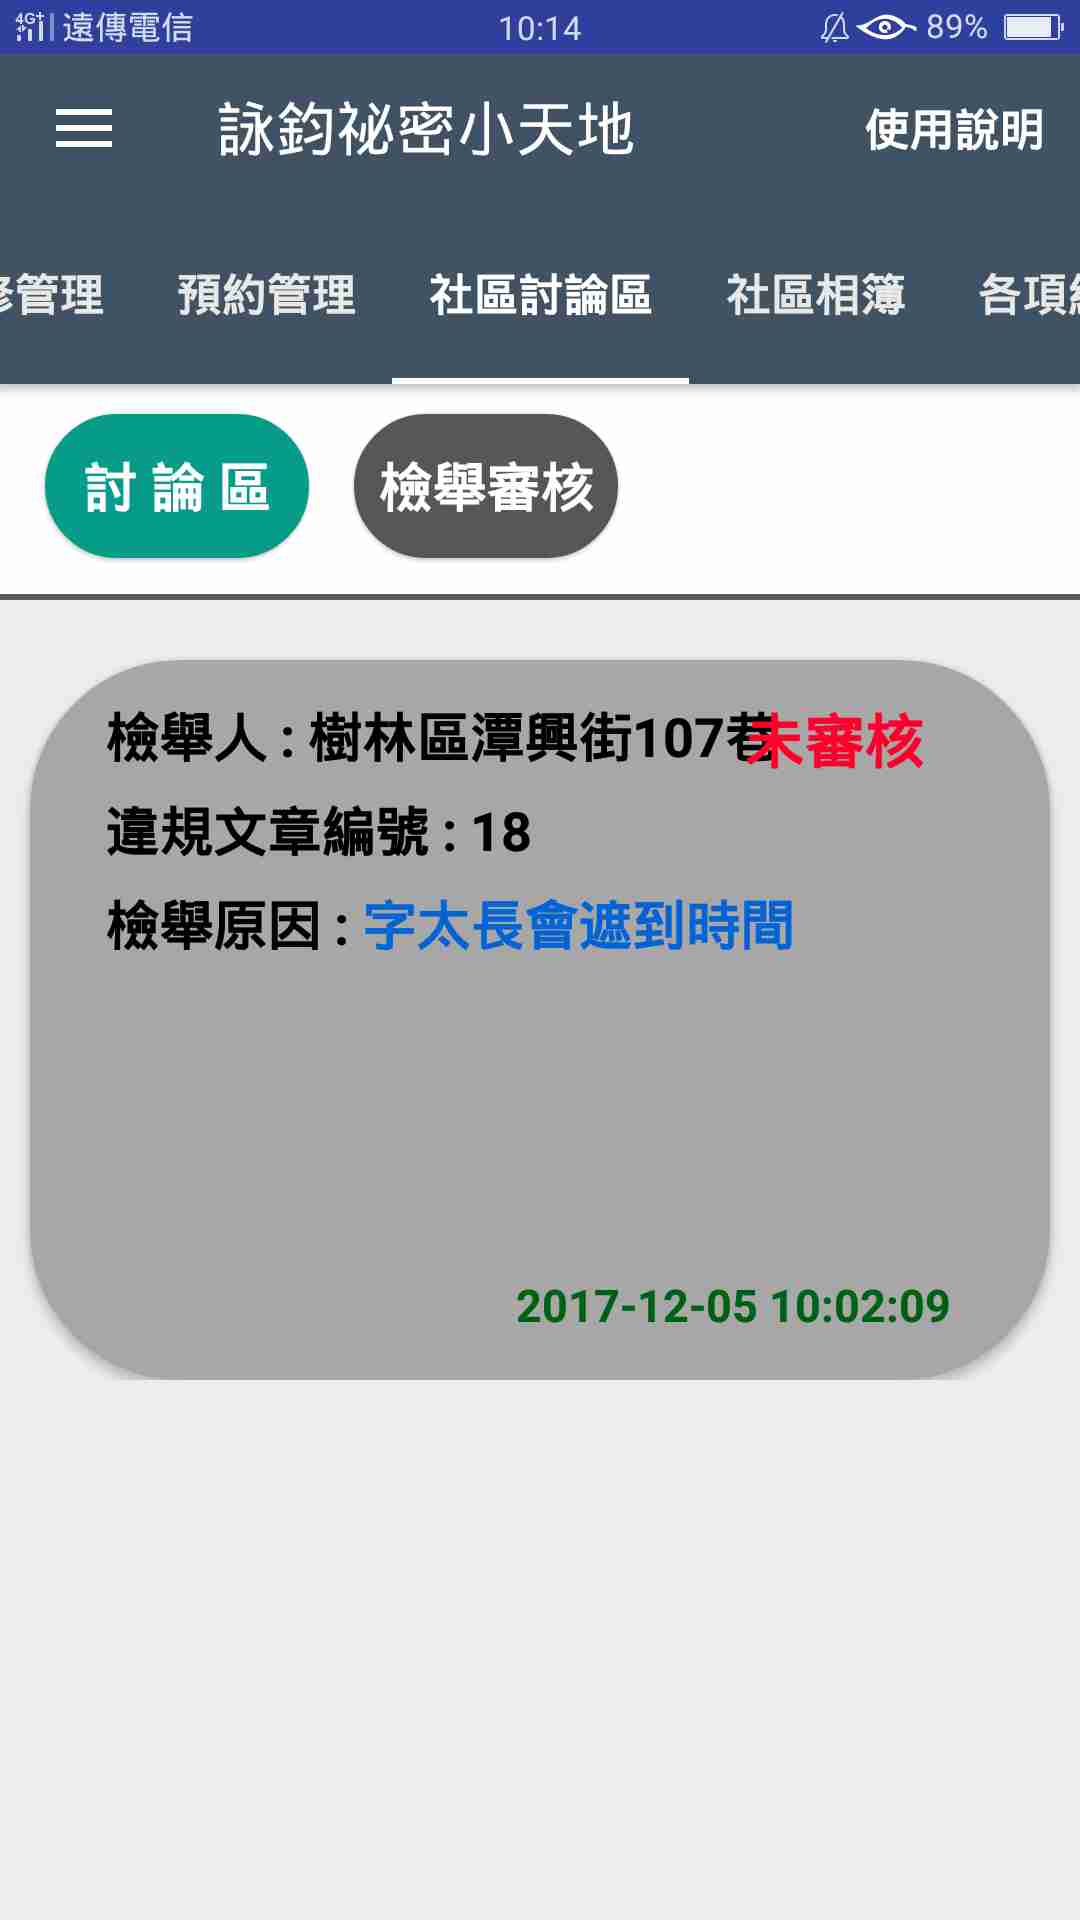 4G+ 遠傳電信 10:14 89%
詠鈞祕密小天地 使用說明
管理 預約管理 社區討論區 社區相簿 各項
討 論 區 檢舉審核
檢舉人 : 樹林區潭興街107巷 未審核
違規文章編號 : 18
檢舉原因 : 字太長會遮到時間
2017-12-05 10:02:09